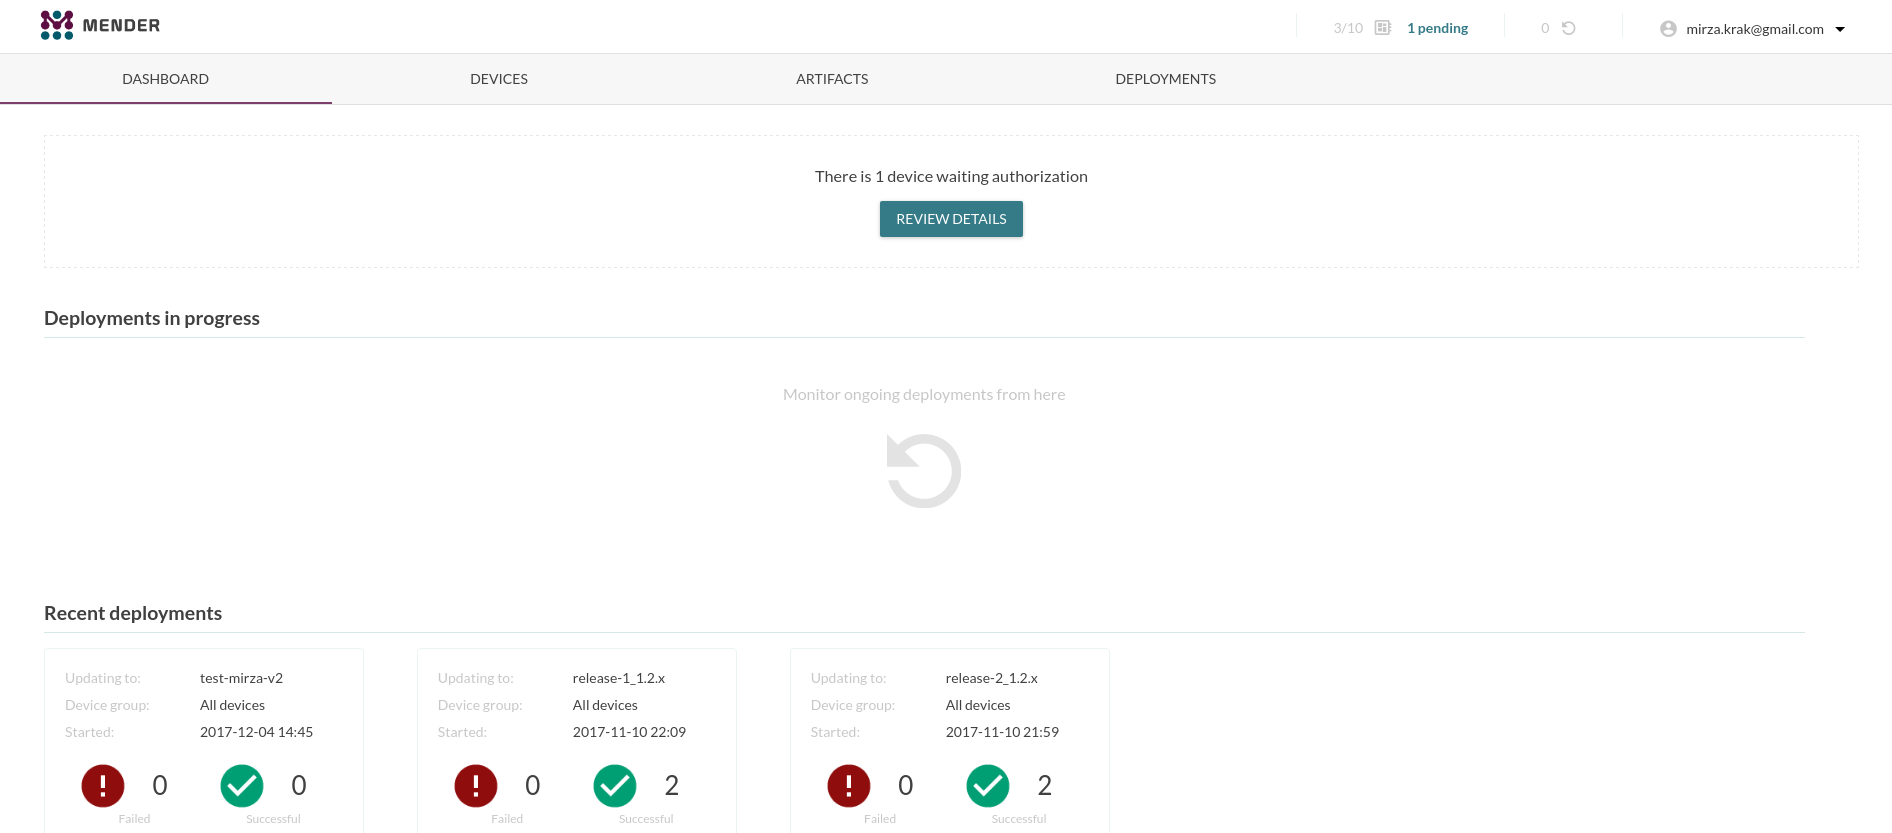 MENDER
3/10 1 pending 0 mirza.krak@gmail.com
DASHBOARD DEVICES ARTIFACTS DEPLOYMENTS
There is 1 device waiting authorization
REVIEW DETAILS
Deployments in progress
Monitor ongoing deployments from here
Recent deployments
Updating to: test-mirza-v2 Updating to: release-1_1.2.x Updating to: release-2_1.2.x
Device group: All devices Device group: All devices Device group: All devices
Started: 2017-12-04 14:45 Started: 2017-11-10 22:09 Started: 2017-11-10 21:59
0 0 0 2 0 2
Failed Successful Failed Successful Failed Successful